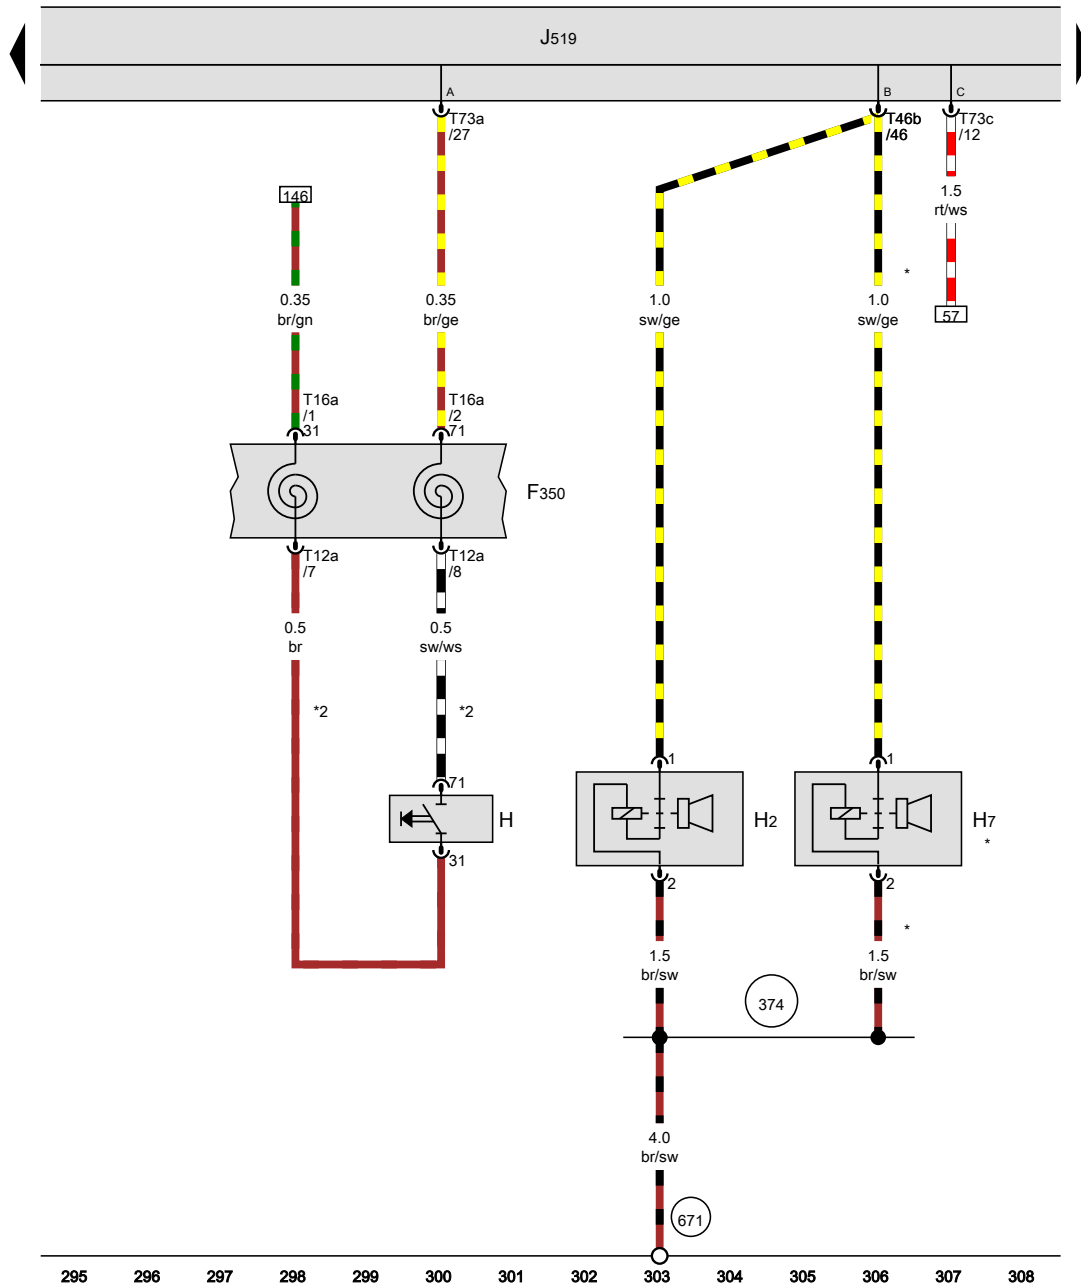 J519
A
B
C
T73a
/27
T46b
/46
T73c
/12
146
1.5
rt/ws
*
0.35
br/gn
0.35
br/ge
1.0
sw/ge
1.0
sw/ge
57
T16a
/1
31
T16a
/2
71
F350
T12a
/7
T12a
/8
0.5
br
0.5
sw/ws
*2
*2
1
1
71
H
H2
H7
*
31
2
2
*
1.5
br/sw
1.5
br/sw
374
4.0
br/sw
671
295 296 297 298 299 300 301 302 303 304 305 306 307 308